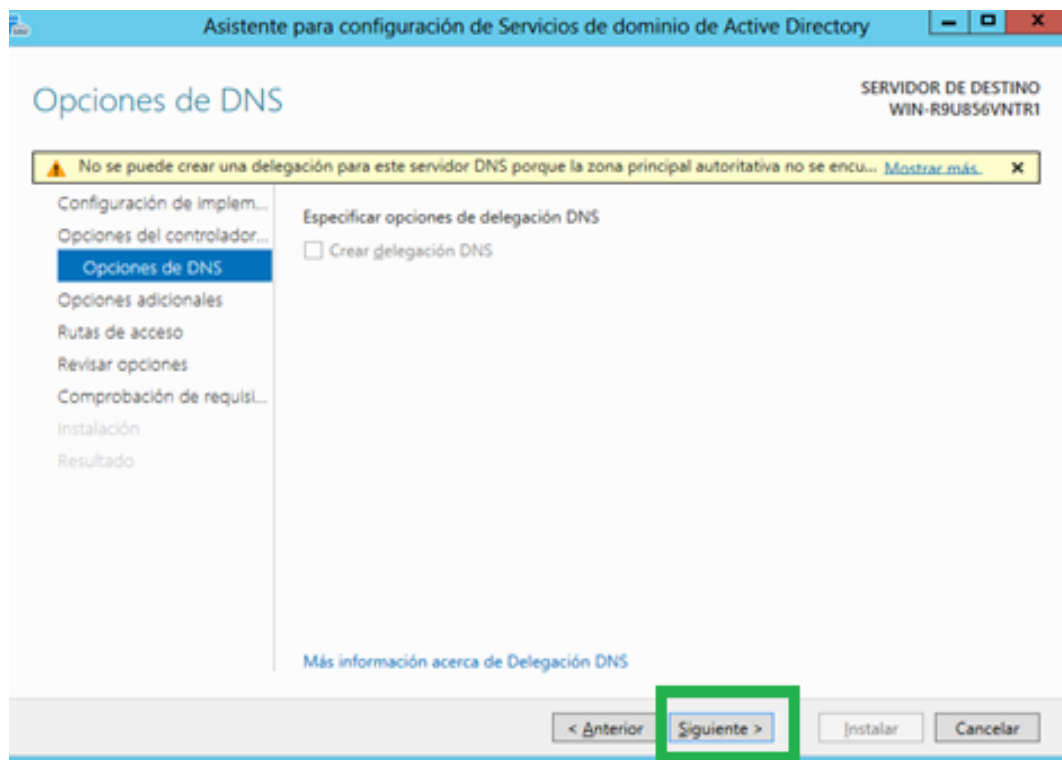 Asistente para configuración de Servicios de dominio de Active Directory
Opciones de DNS
SERVIDOR DE DESTINO
WIN-R9U856VNTR1
No se puede crear una delegación para este servidor DNS porque la zona principal autoritativa no se encu... Mostrar más. x
Configuración de implem...
Opciones del controlador...
Opciones de DNS
Opciones adicionales
Rutas de acceso
Revisar opciones
Comprobación de requisi...
Instalación
Resultado
Especificar opciones de delegación DNS
Crear delegación DNS
Más información acerca de Delegación DNS
< Anterior Siguiente > Instalar Cancelar